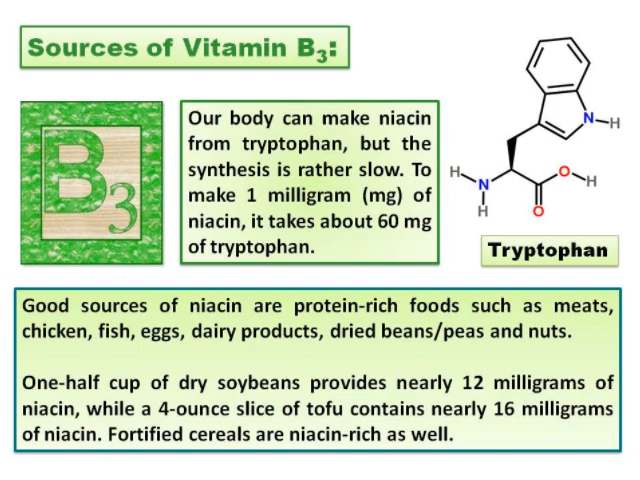 Sources of Vitamin B₃:
B₃
Our body can make niacin
from tryptophan, but the
synthesis is rather slow. To
make 1 milligram (mg) of
niacin, it takes about 60 mg
of tryptophan.
N
H
H
N
H
O
H
O
Tryptophan
Good sources of niacin are protein-rich foods such as meats,
chicken, fish, eggs, dairy products, dried beans/peas and nuts.
One-half cup of dry soybeans provides nearly 12 milligrams of
niacin, while a 4-ounce slice of tofu contains nearly 16 milligrams
of niacin. Fortified cereals are niacin-rich as well.